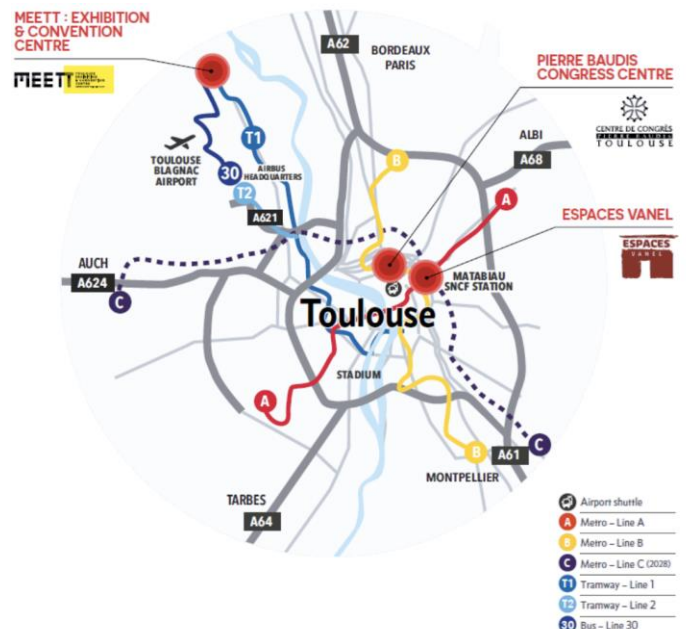 MEETT : EXHIBITION
& CONVENTION
CENTRE
MEETT
A62
BORDEAUX
PARIS
PIERRE BAUDIS
CONGRESS CENTRE
CENTRE DE CONGRÈS
PIERRE BAUDIS
TOULOUSE
T1
B
ALBI
A68
TOULOUSE
BLAGNAC
AIRPORT
30
AIRBUS
HEADQUARTERS
T2
A
A621
ESPACES VANEL
ESPACES
VANEL
AUCH
A624
C
MATABIAU
SNCF STATION
Toulouse
STADIUM
A
B
A61
C
MONTPELLIER
TARBES
A64
Airport shuttle
A Metro – Line A
B Metro – Line B
C Metro – Line C (2028)
T1 Tramway – Line 1
T2 Tramway – Line 2
30 Bus – Line 30